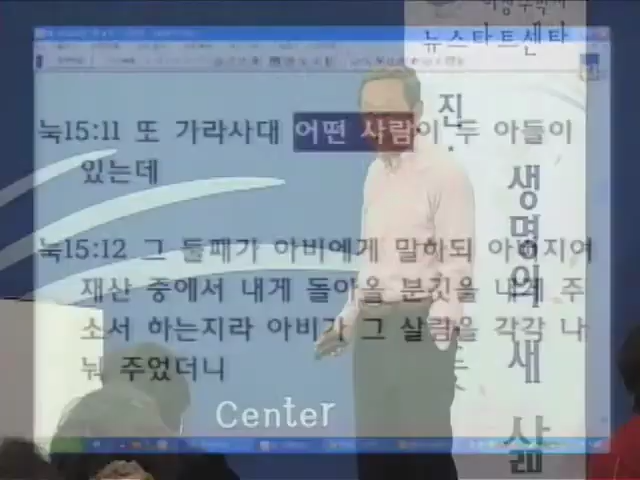 뉴스타트센타
눅15:11 또 가라사대 어떤 사람이 두 아들이
있는데
눅15:12 그 둘째가 아비에게 말하되 아버지여
재산 중에서 내게 돌아올 분깃을 내게 주
소서 하는지라 아비가 그 살림을 각각 나
눠 주었더니
진
생명의 새 삶
Center